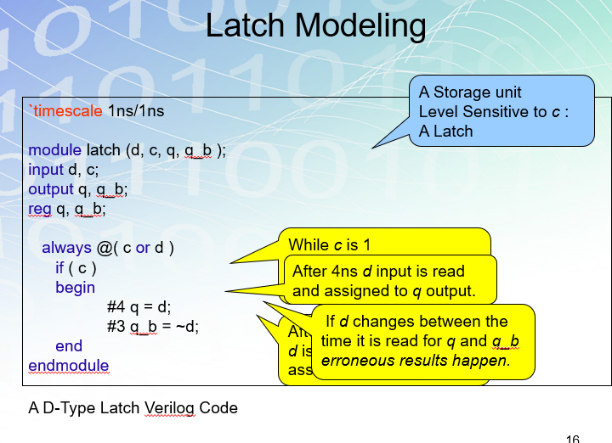 Latch Modeling
A Storage unit
Level Sensitive to c :
A Latch
`timescale 1ns/1ns
module latch (d, c, q, q_b );
input d, c;
output q, q_b;
reg q, q_b;
always @( c or d )
if ( c )
begin
#4 q = d;
#3 q_b = ~d;
end
endmodule
While c is 1
After 4ns d input is read
and assigned to q output.
If d changes between the
time it is read for q and q_b
erroneous results happen.
d is
ass
A D-Type Latch Verilog Code
16